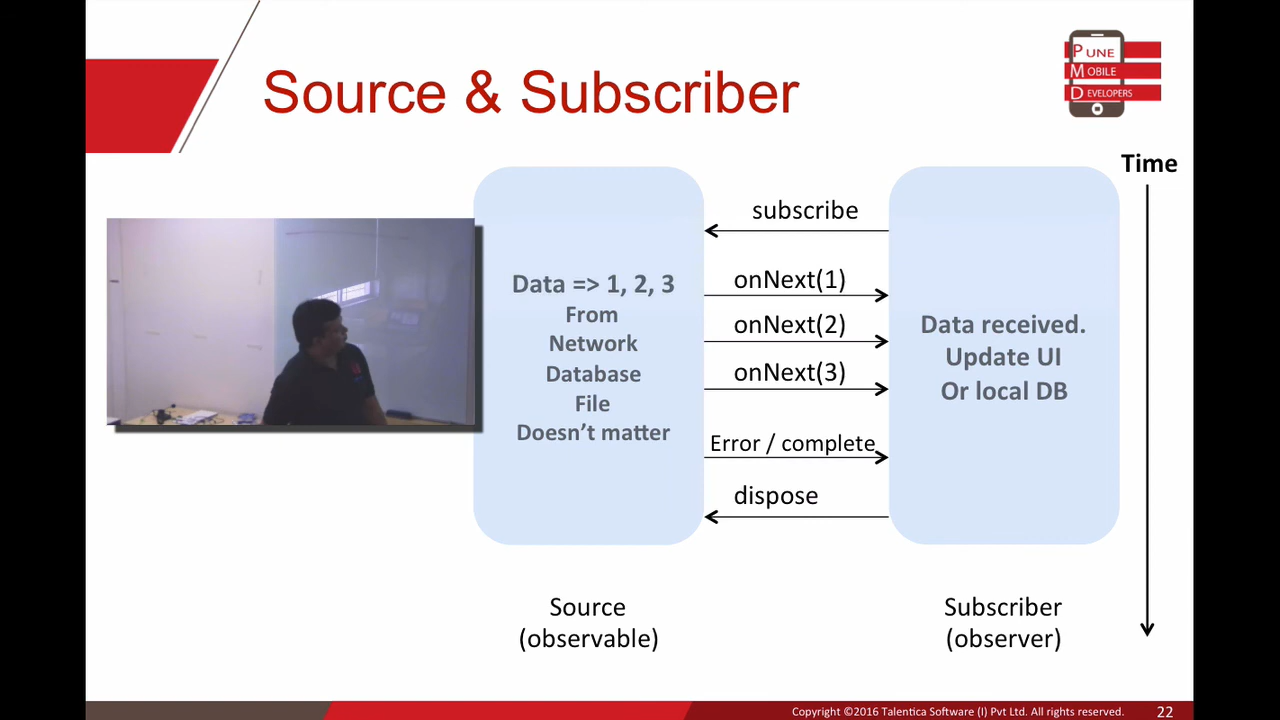 Source & Subscriber
PUNE
MOBILE
DEVELOPERS
Time
subscribe
Data => 1, 2, 3
From
Network
Database
File
Doesn't matter
onNext(1)
onNext(2)
onNext(3)
Error / complete
dispose
Data received.
Update UI
Or local DB
Source
(observable)
Subscriber
(observer)
Copyright ©2016 Talentica Software (I) Pvt Ltd. All rights reserved.
22